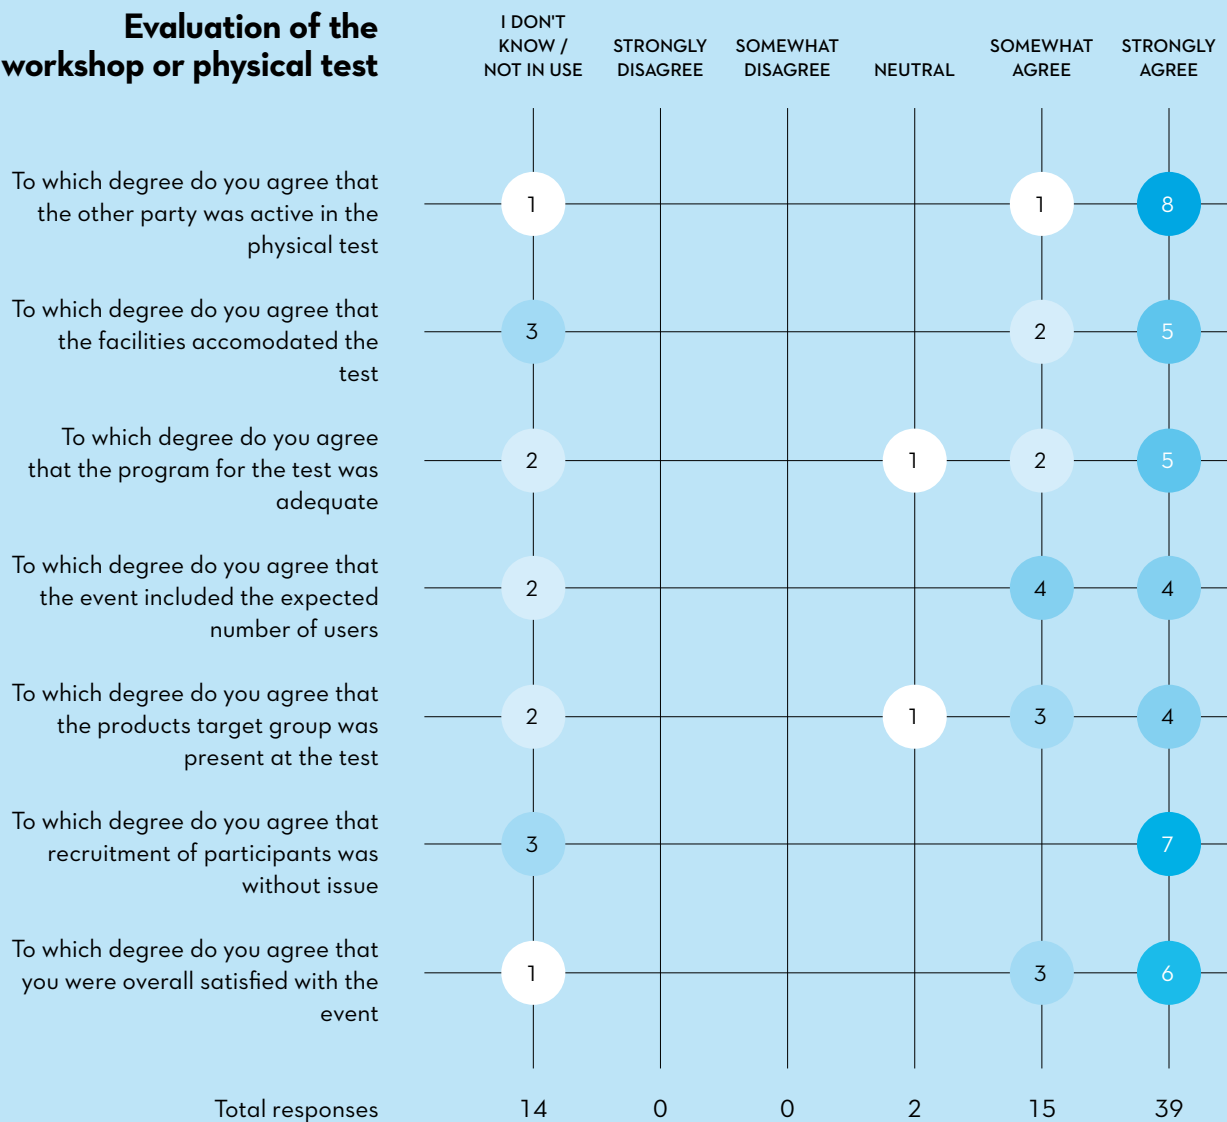 Evaluation of the
workshop or physical test
I DON'T
KNOW /
NOT IN USE
STRONGLY
DISAGREE
SOMEWHAT
DISAGREE
NEUTRAL
SOMEWHAT
AGREE
STRONGLY
AGREE
To which degree do you agree that
the other party was active in the
physical test
1 1 8
To which degree do you agree that
the facilities accomodated the
test
3 2 5
To which degree do you agree
that the program for the test was
adequate
2 1 2 5
To which degree do you agree that
the event included the expected
number of users
2 4 4
To which degree do you agree that
the products target group was
present at the test
2 1 3 4
To which degree do you agree that
recruitment of participants was
without issue
3 7
To which degree do you agree that
you were overall satisfied with the
event
1 3 6
Total responses 14 0 0 2 15 39